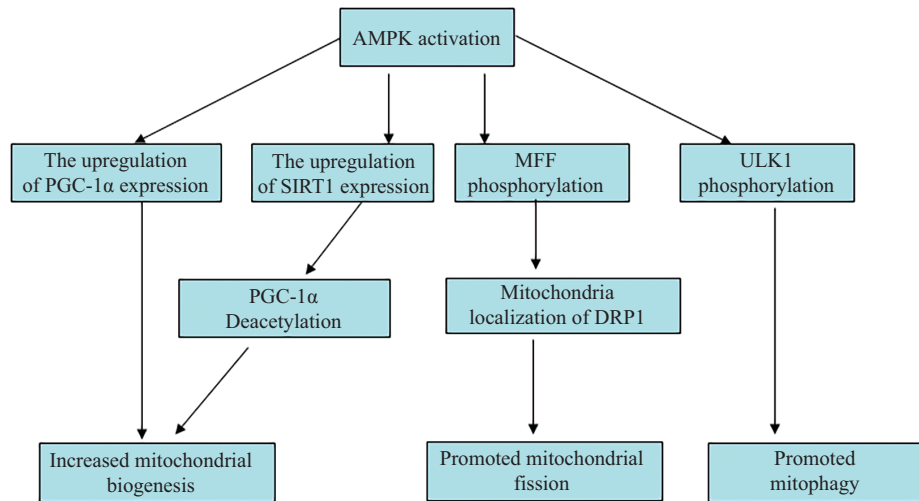 AMPK activation
The upregulation
of PGC-1α expression
The upregulation
of SIRT1 expression
MFF
phosphorylation
ULK1
phosphorylation
PGC-1α
Deacetylation
Mitochondria
localization of DRP1
Increased mitochondrial
biogenesis
Promoted mitochondrial
fission
Promoted
mitophagy